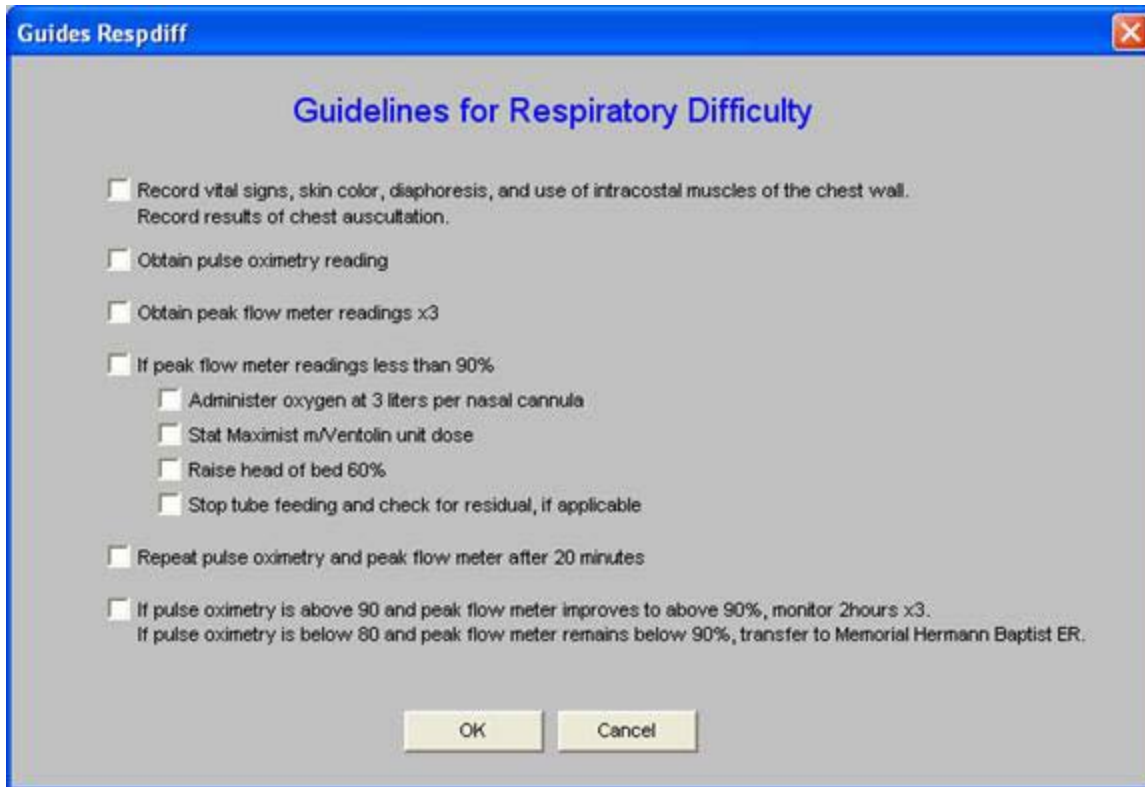 Guides Respdiff
Guidelines for Respiratory Difficulty
Record vital signs, skin color, diaphoresis, and use of intracostal muscles of the chest wall.
Record results of chest auscultation.
Obtain pulse oximetry reading
Obtain peak flow meter readings x3
If peak flow meter readings less than 90%
Administer oxygen at 3 liters per nasal cannula
Stat Maximist m/Ventolin unit dose
Raise head of bed 60%
Stop tube feeding and check for residual, if applicable
Repeat pulse oximetry and peak flow meter after 20 minutes
If pulse oximetry is above 90 and peak flow meter improves to above 90%, monitor 2hours x3.
If pulse oximetry is below 80 and peak flow meter remains below 90%, transfer to Memorial Hermann Baptist ER.
OK
Cancel